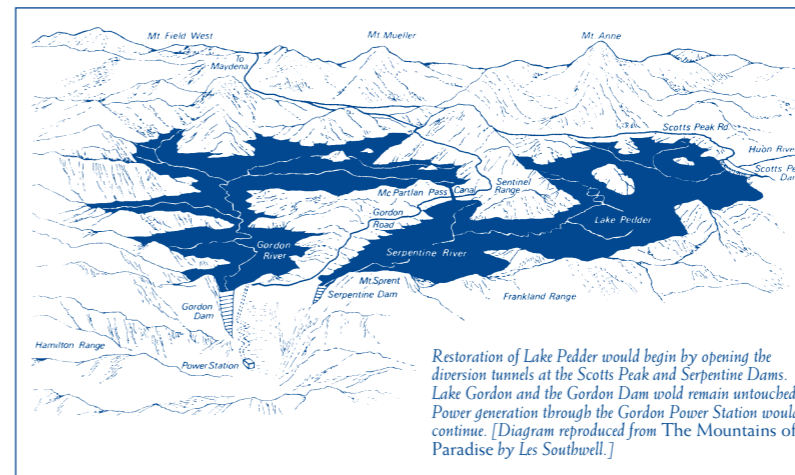 Mt Field West
Mt. Mueller
Mt. Anne
To
Maydena
Scotts Peak Rd
Huon Rive
Scotts Pe
Dam
Mc Partlan Pass
Canal
Sentinel
Range
Gordon
Road
Lake Pedder
Gordon
River
Serpentine River
Mt.Sprent
Serpentine Dam
Frankland Range
Gordon
Dam
Hamilton Range
Power Station
Restoration of Lake Pedder would begin by opening the
diversion tunnels at the Scotts Peak and Serpentine Dams.
Lake Gordon and the Gordon Dam wold remain untouched
Power generation through the Gordon Power Station would
continue. [Diagram reproduced from The Mountains of
Paradise by Les Southwell.]